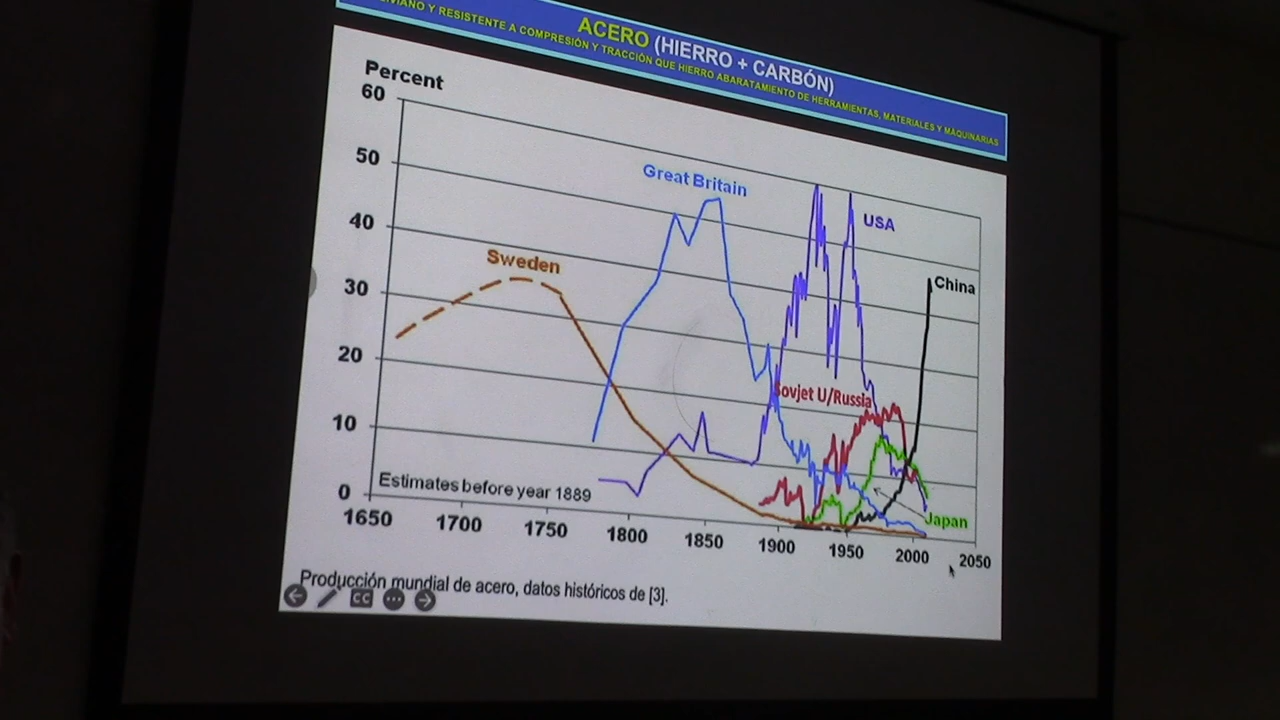 ACERO (HIERRO + CARBÓN)
Y RESISTENTE A COMPRESIÓN Y TRACCIÓN QUE HIERRO ABARATAMIENTO DE HERRAMIENTAS, MATERIALES Y MAQUINARIAS
Percent
60
50
40
30
20
10
0
Great Britain
USA
Sweden
China
Sovjet U/Russia
Japan
Estimates before year 1889
1650
1700
1750
1800
1850
1900
1950
2000
2050
Producción mundial de acero, datos históricos de [3].
CC